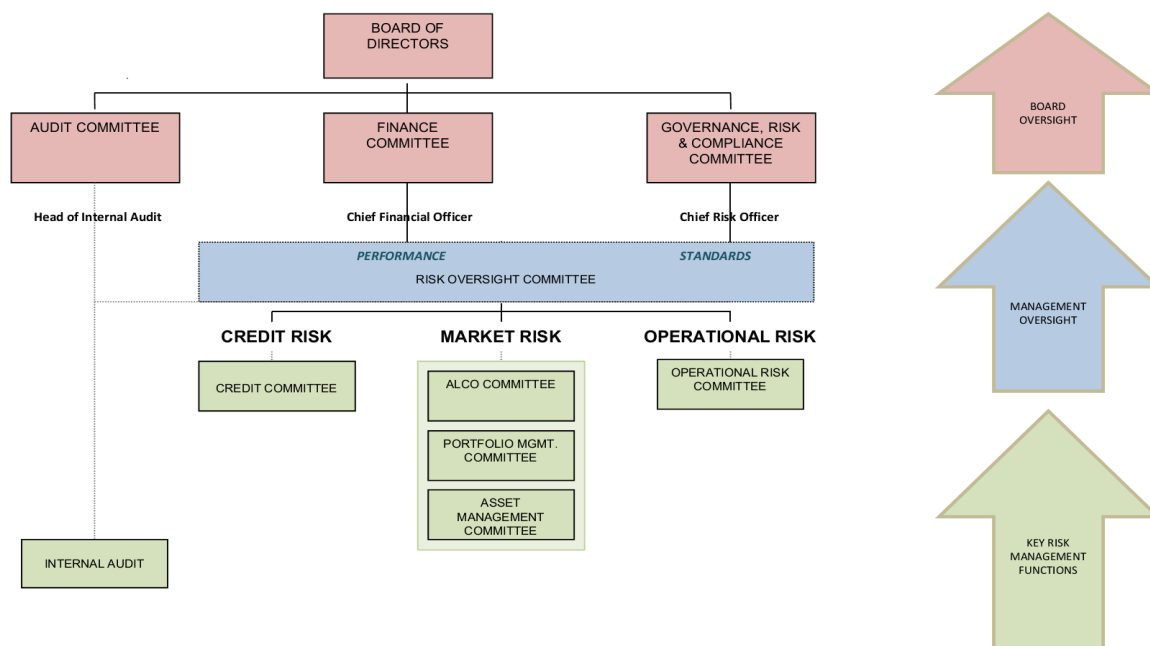 BOARD OF
DIRECTORS
AUDIT COMMITTEE
FINANCE
COMMITTEE
GOVERNANCE, RISK
& COMPLIANCE
COMMITTEE
BOARD
OVERSIGHT
Head of Internal Audit
Chief Financial Officer
Chief Risk Officer
PERFORMANCE
STANDARDS
RISK OVERSIGHT COMMITTEE
MANAGEMENT
OVERSIGHT
CREDIT RISK
MARKET RISK
OPERATIONAL RISK
CREDIT COMMITTEE
ALCO COMMITTEE
PORTFOLIO MGMT.
COMMITTEE
ASSET
MANAGEMENT
COMMITTEE
OPERATIONAL RISK
COMMITTEE
INTERNAL AUDIT
KEY RISK
MANAGEMENT
FUNCTIONS